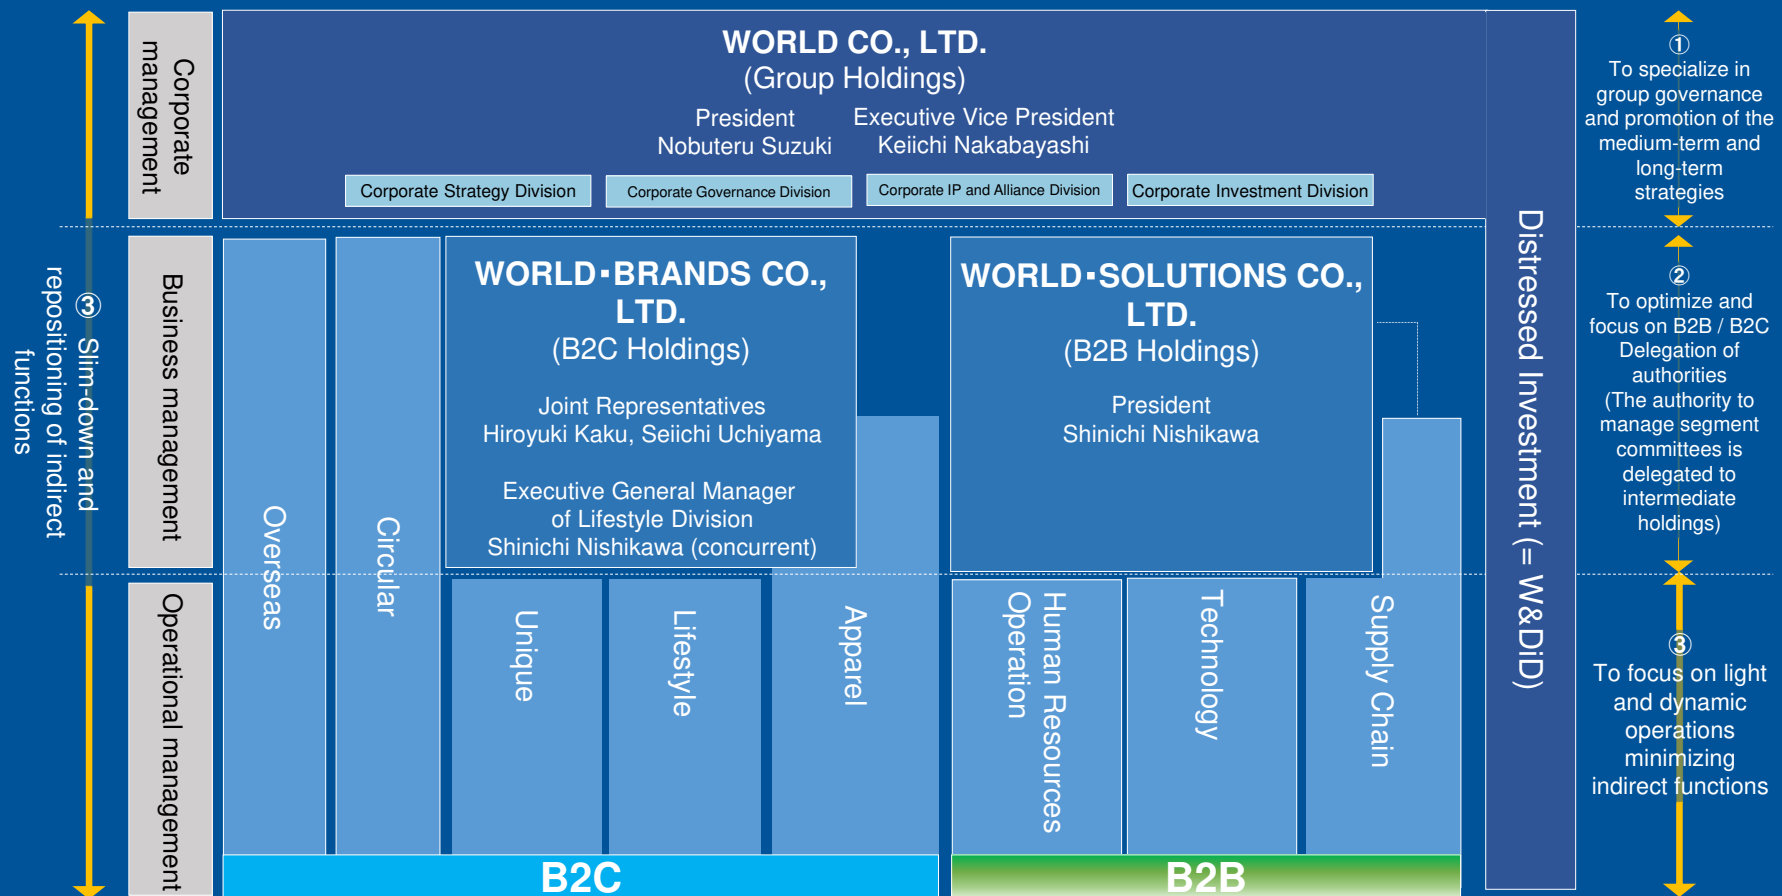 ③ Slim-down and
repositioning of indirect
functions
Corporate
management
Business management
Operational management
WORLD CO., LTD.
(Group Holdings)
President
Nobuteru Suzuki
Executive Vice President
Keiichi Nakabayashi
Corporate Strategy Division
Corporate Governance Division
Corporate IP and Alliance Division
Corporate Investment Division
Overseas
Circular
WORLD・BRANDS CO.,
LTD.
(B2C Holdings)
Joint Representatives
Hiroyuki Kaku, Seiichi Uchiyama
Executive General Manager
of Lifestyle Division
Shinichi Nishikawa (concurrent)
Unique
Lifestyle
Apparel
B2C
WORLD・SOLUTIONS CO.,
LTD.
(B2B Holdings)
President
Shinichi Nishikawa
Human Resources
Operation
Technology
Supply Chain
B2B
Distressed Investment (= W&DiD)
①
To specialize in
group governance
and promotion of the
medium-term and
long-term
strategies
②
To optimize and
focus on B2B / B2C
Delegation of
authorities
(The authority to
manage segment
committees is
delegated to
intermediate
holdings)
③
To focus on light
and dynamic
operations
minimizing
indirect functions